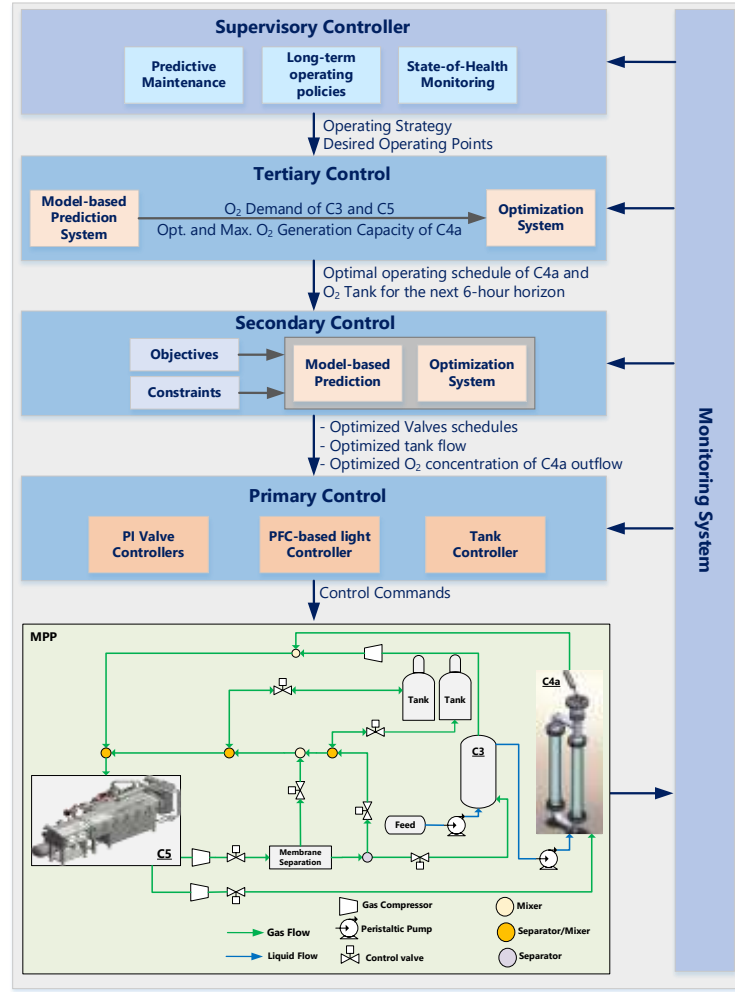 Supervisory Controller
Predictive
Maintenance
Long-term
operating
policies
State-of-Health
Monitoring
Operating Strategy
Desired Operating Points
Tertiary Control
Model-based
Prediction
System
O₂ Demand of C3 and C5
Opt. and Max. O₂ Generation Capacity of C4a
Optimization
System
Optimal operating schedule of C4a and
O₂ Tank for the next 6-hour horizon
Secondary Control
Objectives
Constraints
Model-based
Prediction
Optimization
System
- Optimized Valves schedules
- Optimized tank flow
- Optimized O₂ concentration of C4a outflow
Primary Control
PI Valve
Controllers
PFC-based light
Controller
Tank
Controller
Control Commands
Monitoring System
MPP
Tank
Tank
C4a
C3
C5
Feed
Membrane
Separation
Gas Compressor
Mixer
Gas Flow
Peristaltic Pump
Separator/Mixer
Liquid Flow
Control valve
Separator